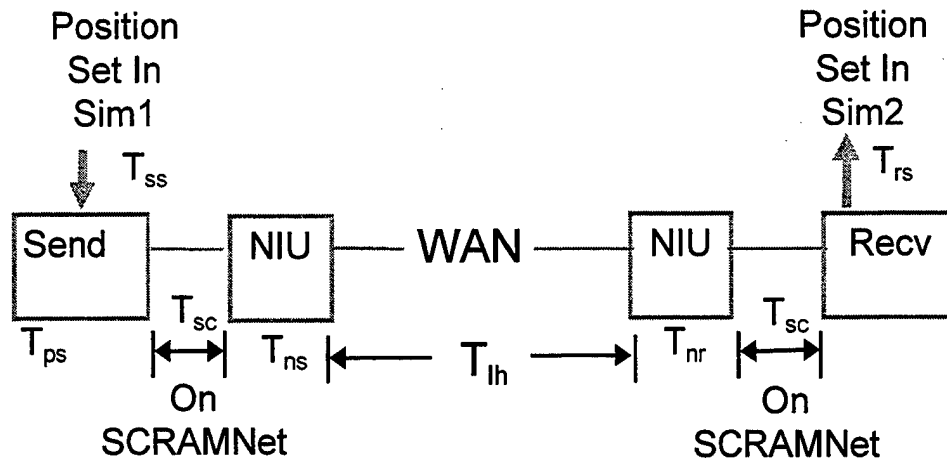 Position
Set In
Sim1
Position
Set In
Sim2
T_ss
T_rs
Send
NIU
WAN
NIU
Recv
T_ps
T_sc
T_ns
T_lh
T_nr
T_sc
On
SCRAMNet
On
SCRAMNet